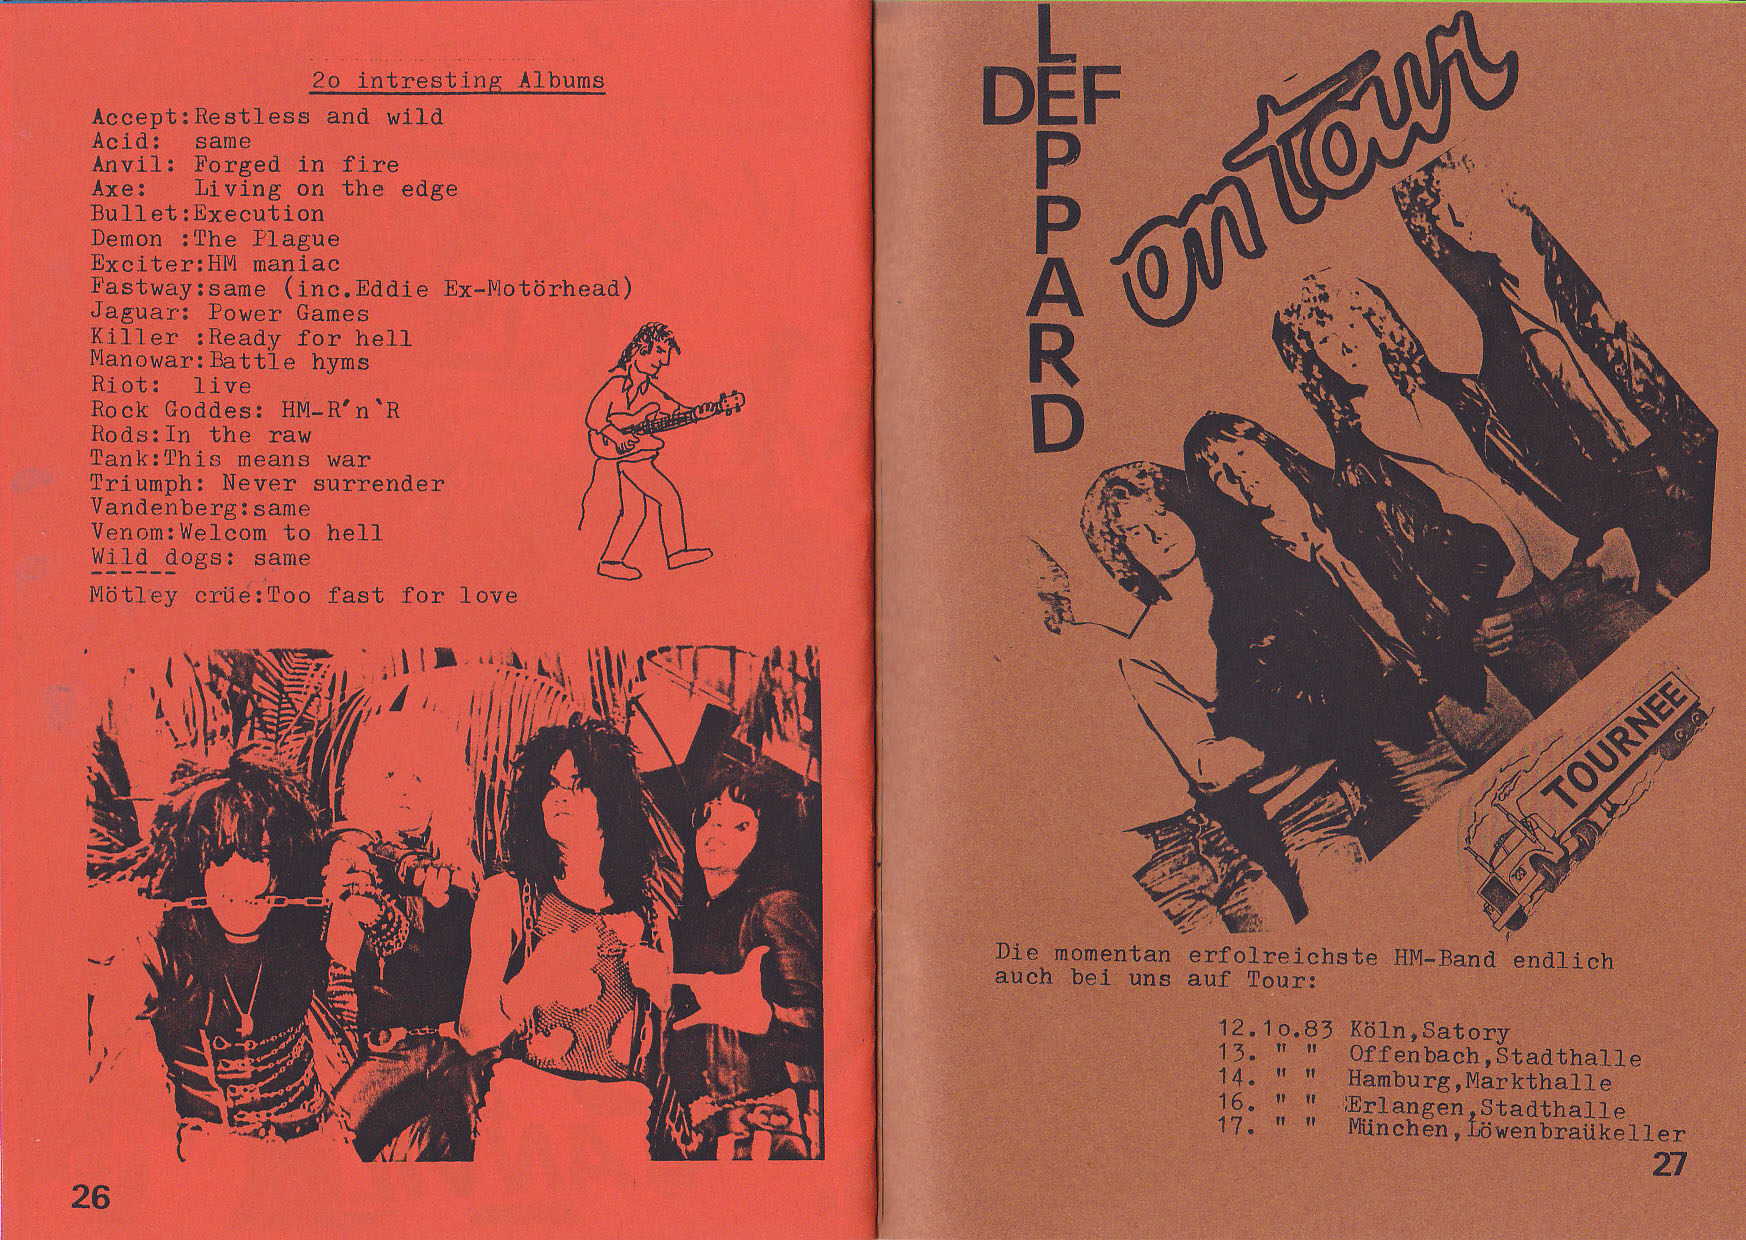 2o intresting Albums
Accept:Restless and wild
Acid:  same
Anvil: Forged in fire
Axe:   Living on the edge
Bullet:Execution
Demon :The Plague
Exciter:HM maniac
Fastway:same (inc.Eddie Ex-Motörhead)
Jaguar: Power Games
Killer :Ready for hell
Manowar:Battle hyms
Riot:  live
Rock Goddes: HM-R'n`R
Rods:In the raw
Tank:This means war
Triumph: Never surrender
Vandenberg:same
Venom:Welcom to hell
Wild dogs: same
Mötley crüe:Too fast for love
26
DEF
LEPPARD
on Tour
TOURNEE
Die momentan erfolreichste HM-Band endlich
auch bei uns auf Tour:
12.1o.83 Köln,Satory
13. " "  Offenbach,Stadthalle
14. " "  Hamburg,Markthalle
16. " "  Erlangen,Stadthalle
17. " "  München,Löwenbraükeller
27